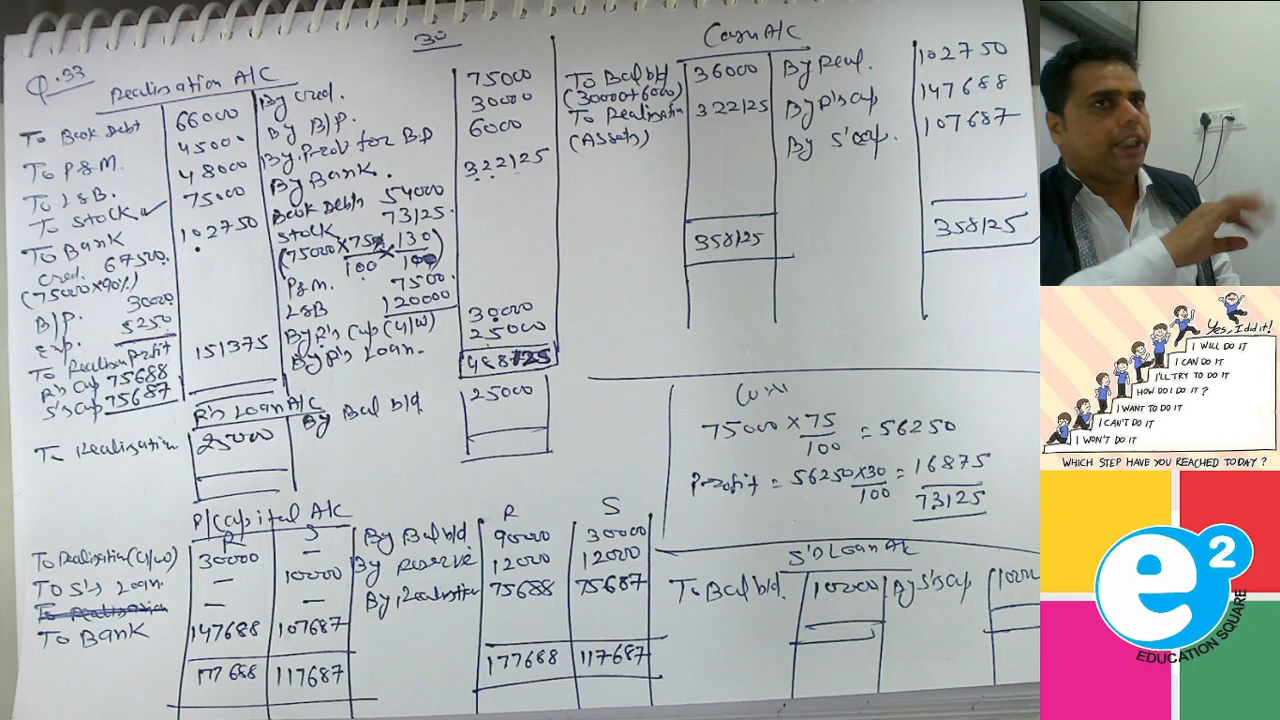 Q.33
30
Realisation A/C
To Book Debt 66000 By Cred. 75000
To P&M. 45000 By B/P. 30000
To L&B. 48000 By Prov for B.D 6000
To Stock 75000 By Bank. 322125
To Bank 102750 Book Debts 54000
Cred. 67500 Stock 73125
(75000×90%) (75000×75/100×130/100)
B/P. 30000 P&M. 7500
Exp. 5250 L&B 120000
To Realisation Profit 151375 By R's Cap (U/W) 30000
R's Cap 75688 By R's Loan 25000
S's Cap 75687 488125
R's Loan A/C
To Realisation 25000 By Bal b/d 25000
P/Capital A/C
R S R S
To Realisation (U/W) 30000 — By Bal b/d 90000 30000
To S's Loan — 10000 By Reserve 12000 12000
— — By Realisation 75688 75687
To Bank 147688 107687
177688 117687 177688 117687
Cash A/C
To Bal b/d 36000 By Real. 102750
(30000+6000)
To Realisatin 322125 By R's Cap 147688
(Assets) By S'Cap. 107687
358125 358125
75000 × 75/100 = 56250
Profit = 56250×30/100 = 16875
73125
S'S Loan A/C
To Bal b/d. 10000 By S's Cap
Yes, I did it!
I WILL DO IT
I CAN DO IT
I'LL TRY TO DO IT
HOW DO I DO IT ?
I WANT TO DO IT
I CAN'T DO IT
I WON'T DO IT
WHICH STEP HAVE YOU REACHED TODAY ?
e2
EDUCATION SQUARE